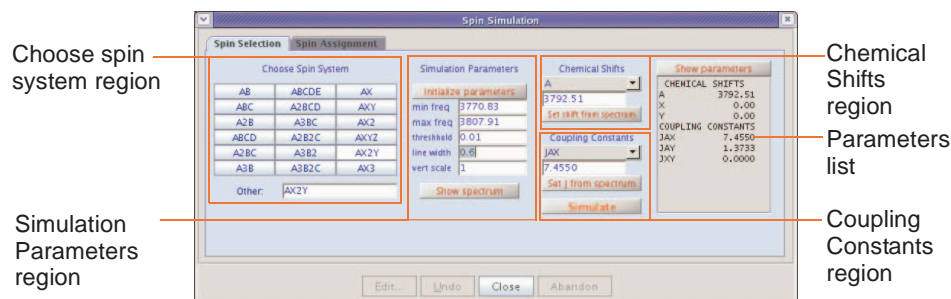 Spin Simulation
Spin Selection Spin Assignment
Choose spin
system region
Simulation
Parameters
region
Choose Spin System
AB ABCDE AX
ABC A2BCD AXY
A2B A3BC AX2
ABCD A2B2C AXYZ
A2BC A3B2 AX2Y
A3B A3B2C AX3
Other: AX2Y
Simulation Parameters
Initialize parameters
min freq 3770.83
max freq 3807.91
threshhold 0.01
line width 0.6
vert scale 1
Show spectrum
Chemical Shifts
A
3792.51
Set shift from spectrum
Coupling Constants
JAX
7.4550
Set J from spectrum
Simulate
Show parameters
CHEMICAL SHIFTS
A 3792.51
X 0.00
Y 0.00
COUPLING CONSTANTS
JAX 7.4550
JAY 1.3733
JXY 0.0000
Chemical
Shifts
region
Parameters
list
Coupling
Constants
region
Edit... Undo Close Abandon